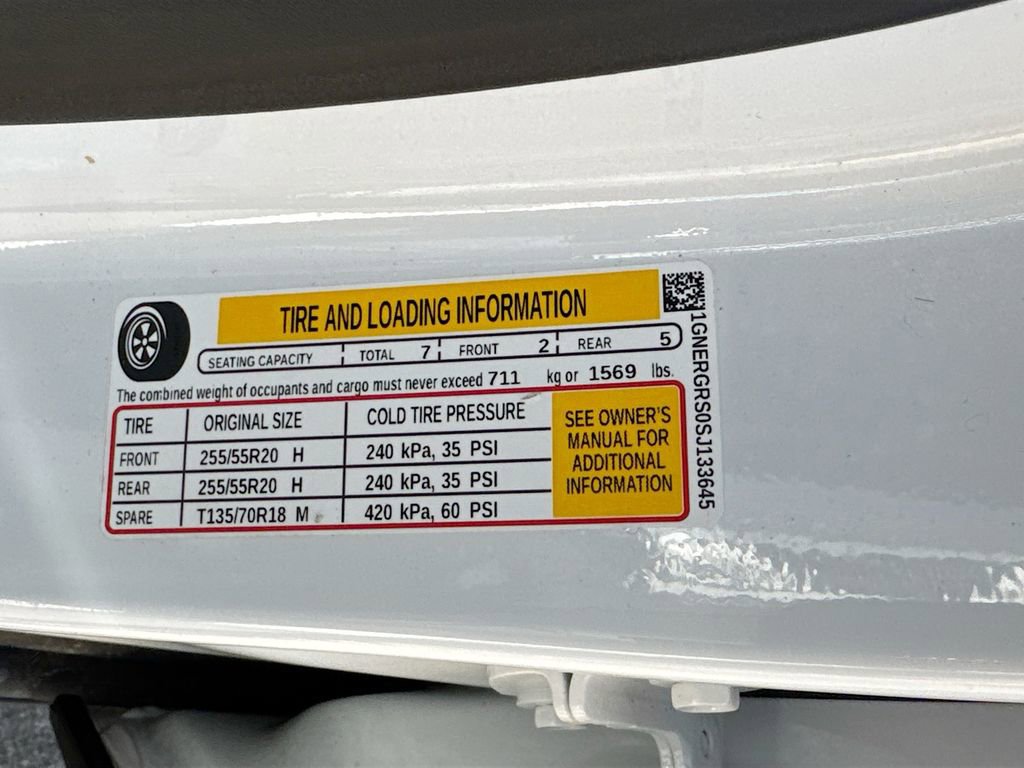 TIRE AND LOADING INFORMATION
SEATING CAPACITY TOTAL 7 FRONT 2 REAR 5
The combined weight of occupants and cargo must never exceed 711 kg or 1569 lbs.
TIRE ORIGINAL SIZE COLD TIRE PRESSURE
FRONT 255/55R20 H 240 kPa, 35 PSI
REAR 255/55R20 H 240 kPa, 35 PSI
SPARE T135/70R18 M 420 kPa, 60 PSI
SEE OWNER'S
MANUAL FOR
ADDITIONAL
INFORMATION
1GNERGRS0SJ133645